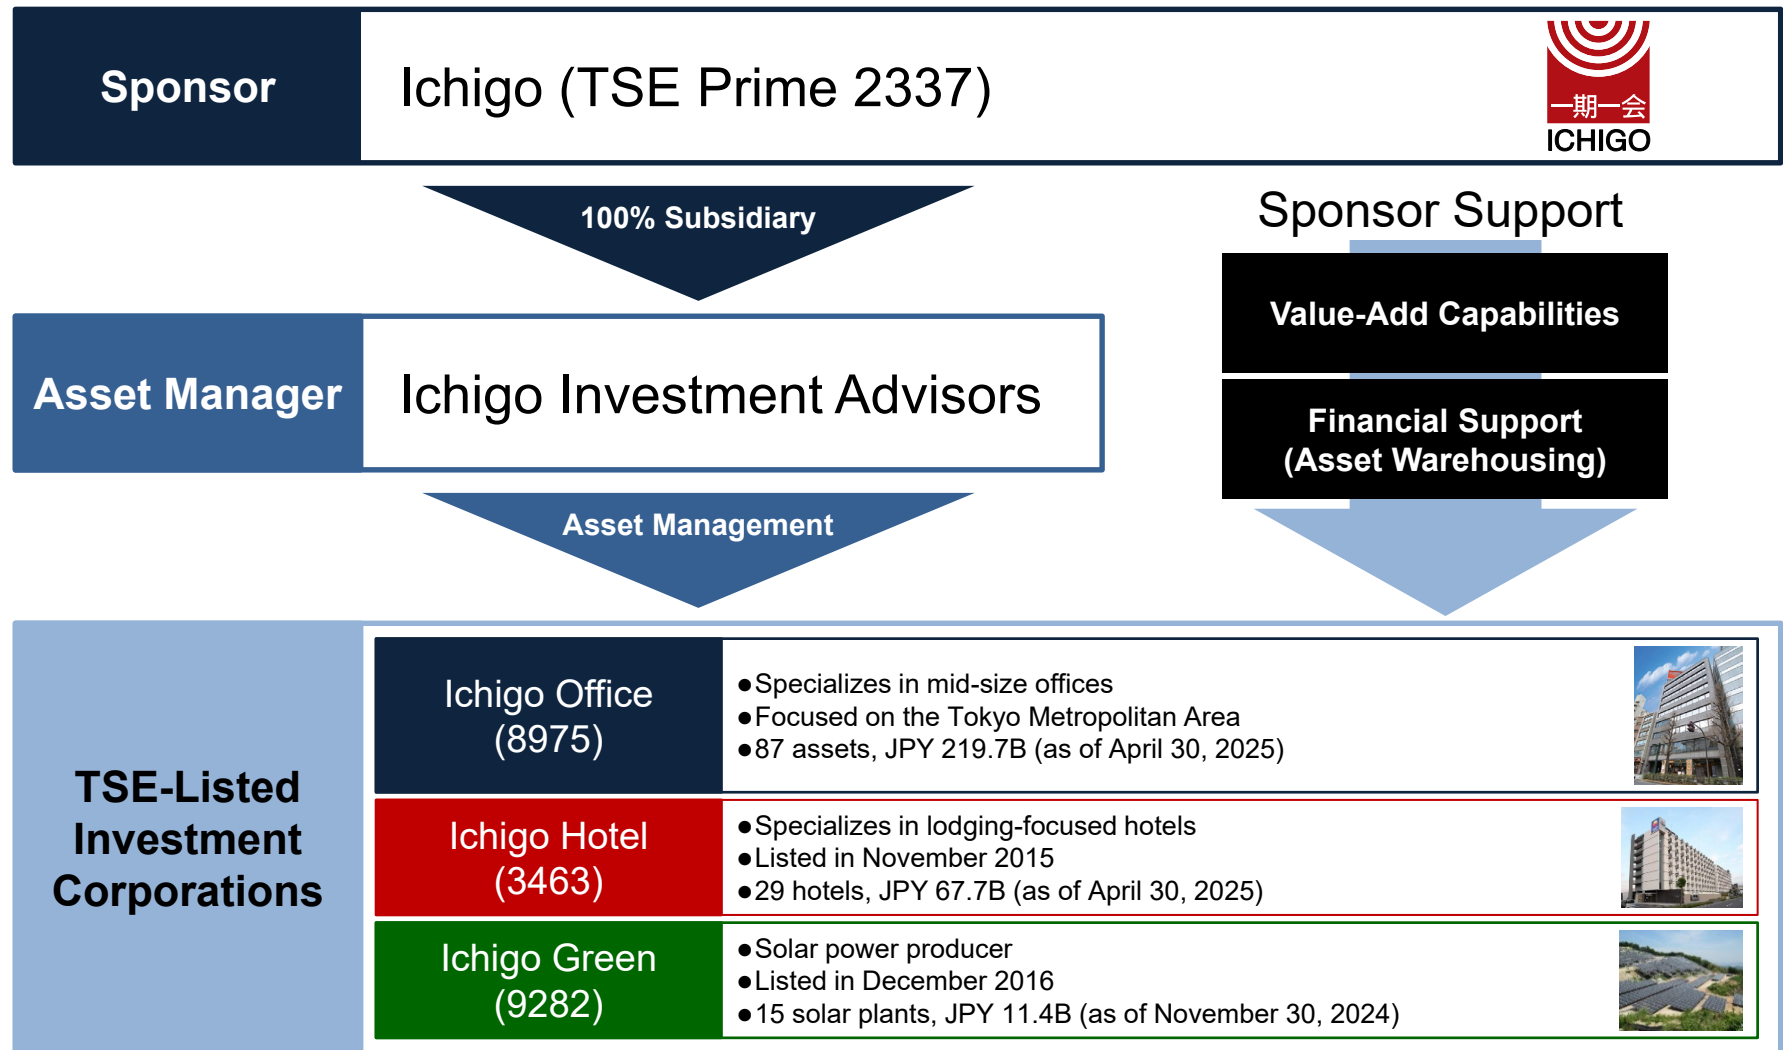 Sponsor
Ichigo (TSE Prime 2337)
一期一会
ICHIGO
100% Subsidiary
Sponsor Support
Value-Add Capabilities
Financial Support
(Asset Warehousing)
Asset Manager
Ichigo Investment Advisors
Asset Management
TSE-Listed
Investment
Corporations
Ichigo Office
(8975)
●Specializes in mid-size offices
●Focused on the Tokyo Metropolitan Area
●87 assets, JPY 219.7B (as of April 30, 2025)
Ichigo Hotel
(3463)
●Specializes in lodging-focused hotels
●Listed in November 2015
●29 hotels, JPY 67.7B (as of April 30, 2025)
Ichigo Green
(9282)
●Solar power producer
●Listed in December 2016
●15 solar plants, JPY 11.4B (as of November 30, 2024)